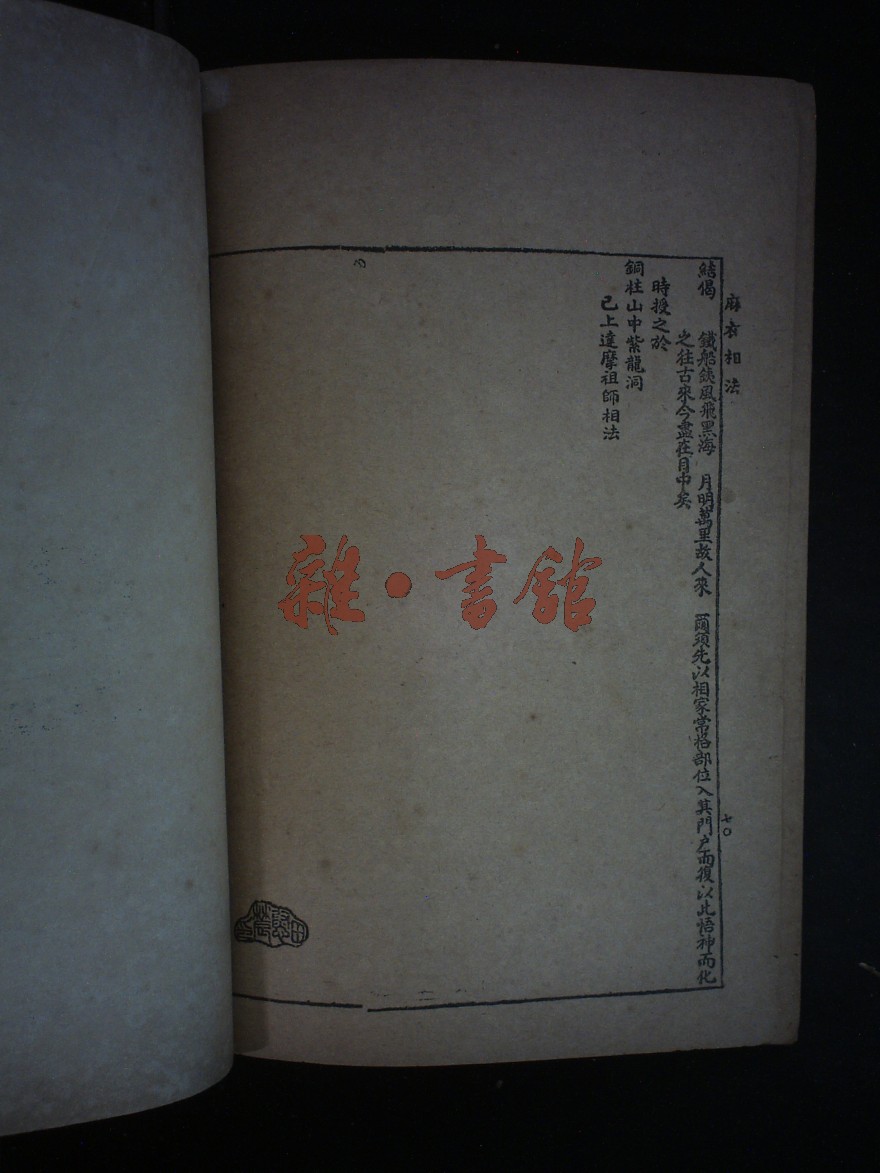 麻衣相法
七〇
結偈　鐵船鋏風飛黑海　月明萬里故人來　爾須先以相家常格部位入其門户而復以此悟神而化
之往古來今盡在目中矣
時授之於
銅柱山中紫龍洞
已上達摩祖師相法
雜·書館